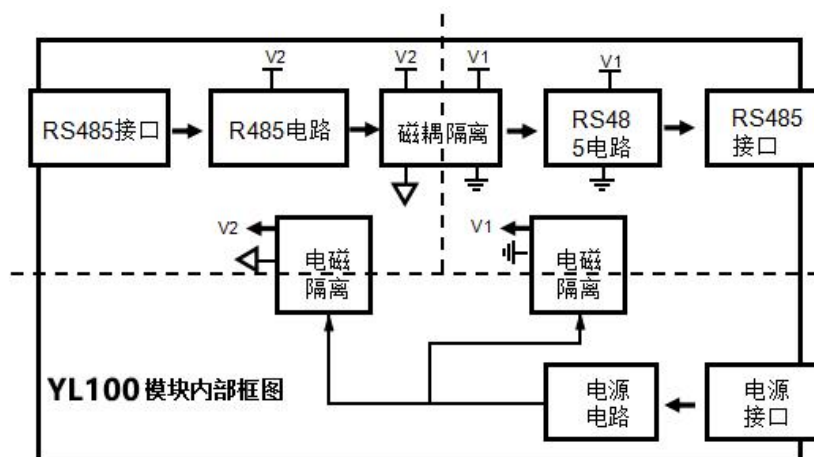 V2
V2
V1
V1
RS485接口
R485电路
磁耦隔离
RS48
5电路
RS485
接口
V2
电磁
隔离
V1
电磁
隔离
YL100模块内部框图
电源
电路
电源
接口